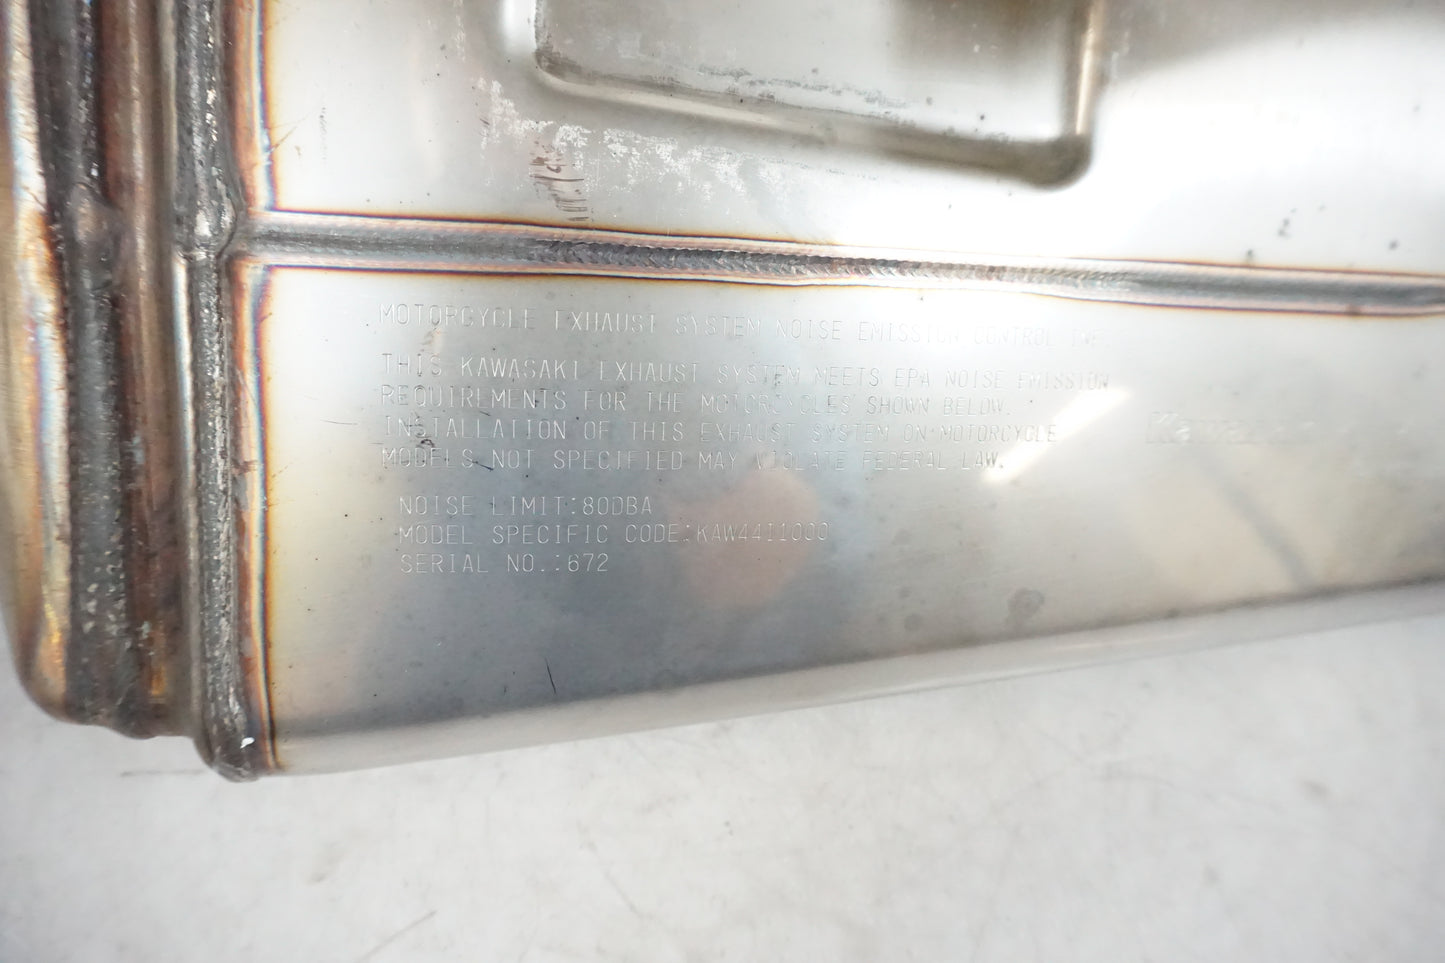 MOTORCYCLE EXHAUST SYSTEM NOISE EMISSION CONTROL
THIS KAWASAKI EXHAUST SYSTEM MEETS EPA NOISE EMISSION
REQUIREMENTS FOR THE MOTORCYCLES SHOWN BELOW.
INSTALLATION OF THIS EXHAUST SYSTEM ON MOTORCYCLE
MODELS NOT SPECIFIED MAY VIOLATE FEDERAL LAW.
NOISE LIMIT:80DBA
MODEL SPECIFIC CODE:KAW44I1000
SERIAL NO.:672